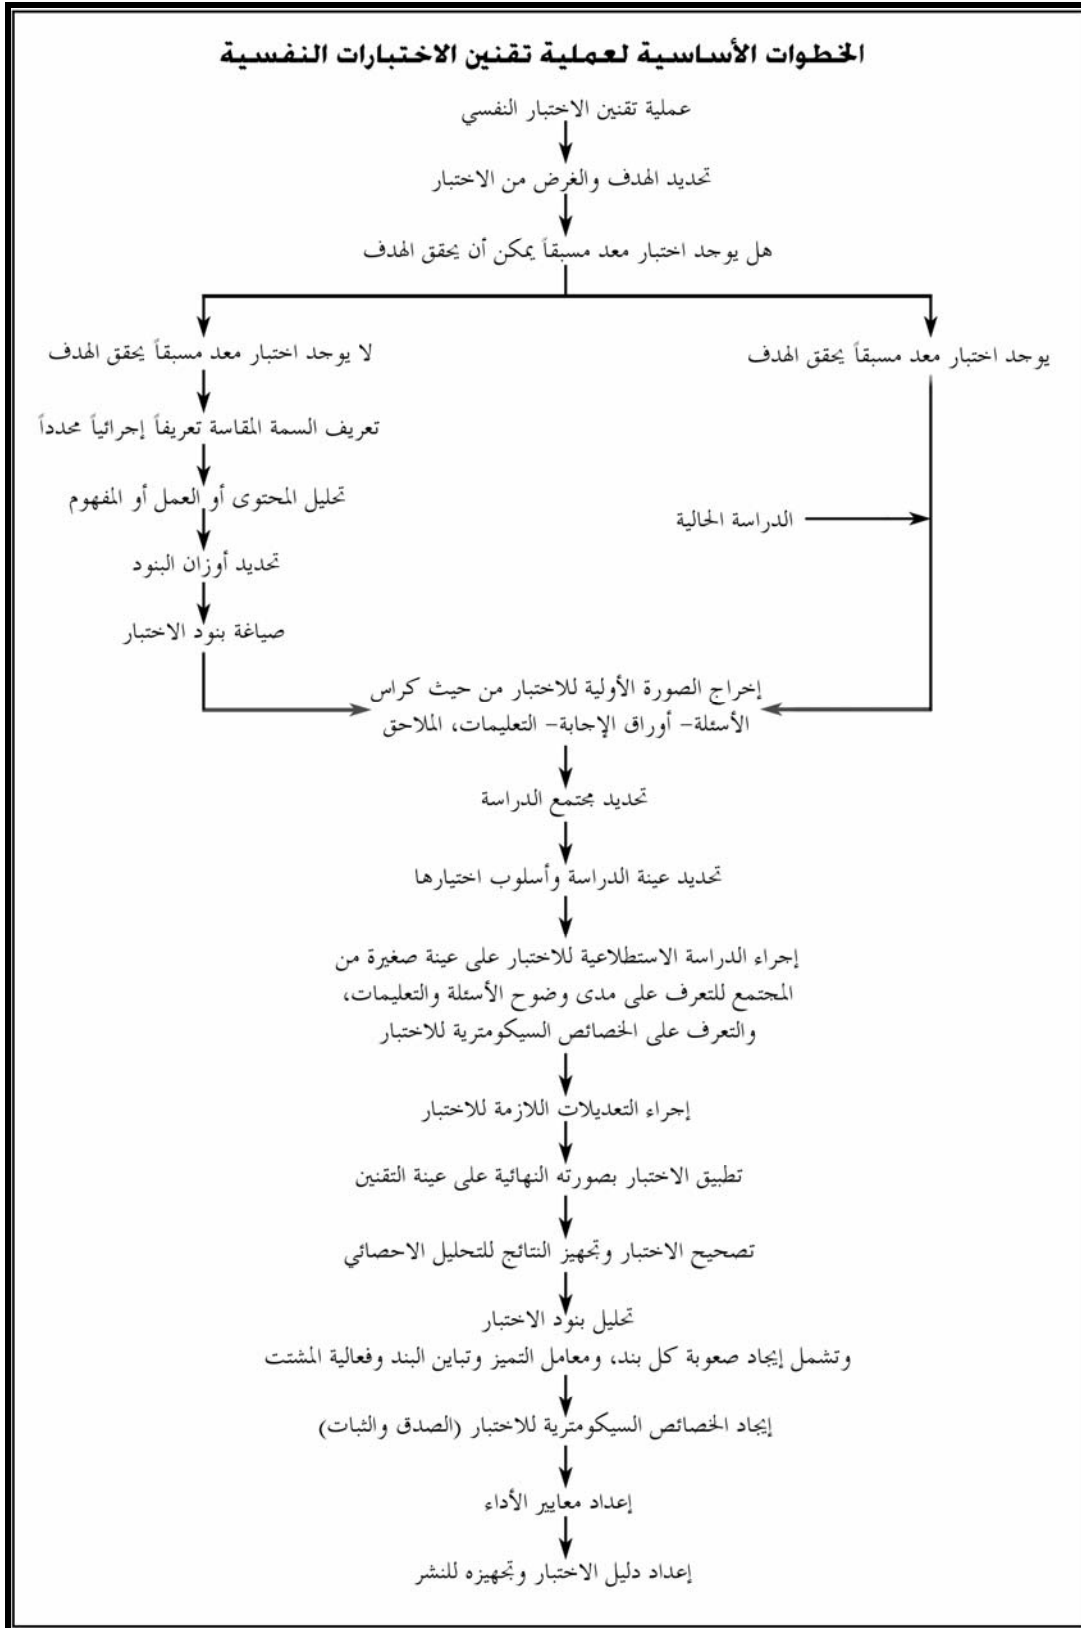 الخطوات الأساسية لعملية تقنين الاختبارات النفسية
عملية تقنين الاختبار النفسي
تحديد الهدف والغرض من الاختبار
هل يوجد اختبار معد مسبقاً يمكن أن يحقق الهدف
يوجد اختبار معد مسبقاً يحقق الهدف
الدراسة الحالية
لا يوجد اختبار معد مسبقاً يحقق الهدف
تعريف السمة المقاسة تعريفاً إجرائياً محدداً
تحليل المحتوى أو العمل أو المفهوم
تحديد أوزان البنود
صياغة بنود الاختبار
إخراج الصورة الأولية للاختبار من حيث كراس
الأسئلة- أوراق الإجابة- التعليمات، الملاحق
تحديد مجتمع الدراسة
تحديد عينة الدراسة وأسلوب اختيارها
إجراء الدراسة الاستطلاعية للاختبار على عينة صغيرة من
المجتمع للتعرف على مدى وضوح الأسئلة والتعليمات،
والتعرف على الخصائص السيكومترية للاختبار
إجراء التعديلات اللازمة للاختبار
تطبيق الاختبار بصورته النهائية على عينة التقنين
تصحيح الاختبار وتجهيز النتائج للتحليل الاحصائي
تحليل بنود الاختبار
وتشمل إيجاد صعوبة كل بند، ومعامل التميز وتباين البند وفعالية المشتت
إيجاد الخصائص السيكومترية للاختبار (الصدق والثبات)
إعداد معايير الأداء
إعداد دليل الاختبار وتجهيزه للنشر